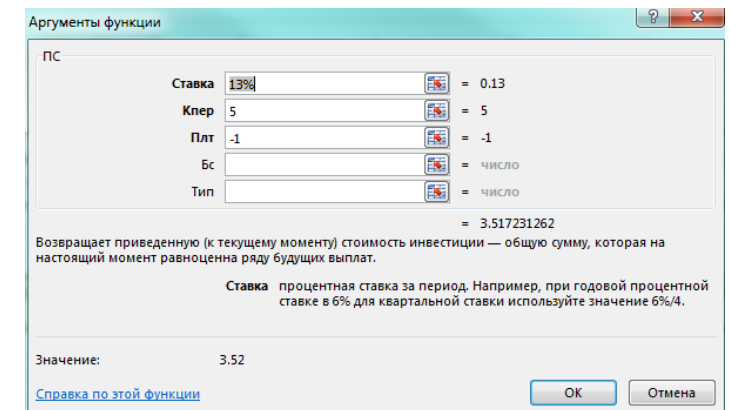 Аргументы функции
ПС
Ставка 13% = 0.13
Кпер 5 = 5
Плт -1 = -1
Бс = число
Тип = число
= 3.517231262
Возвращает приведенную (к текущему моменту) стоимость инвестиции — общую сумму, которая на
настоящий момент равноценна ряду будущих выплат.
Ставка процентная ставка за период. Например, при годовой процентной
ставке в 6% для квартальной ставки используйте значение 6%/4.
Значение: 3.52
Справка по этой функции ОК Отмена